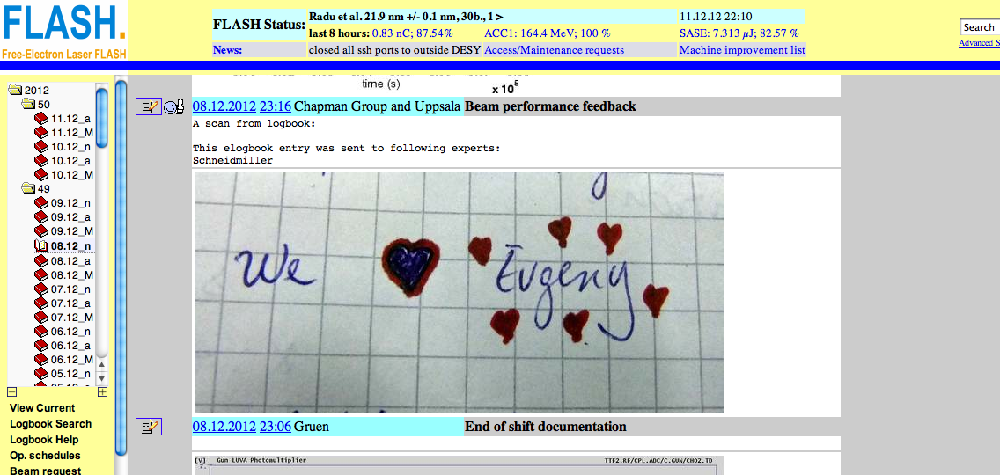 FLASH.
Free-Electron Laser FLASH
FLASH Status:
Radu et al. 21.9 nm +/- 0.1 nm, 30b., 1 >
11.12.12 22:10
last 8 hours: 0.83 nC; 87.54%
ACC1: 164.4 MeV; 100 %
SASE: 7.313 µJ; 82.57 %
News:
closed all ssh ports to outside DESY
Access/Maintenance requests
Machine improvement list
Search
Advanced S
2012
50
11.12_a
11.12_M
10.12_n
10.12_a
10.12_M
49
09.12_n
09.12_a
09.12_M
08.12_n
08.12_a
08.12_M
07.12_n
07.12_a
07.12_M
06.12_n
06.12_a
06.12_M
05.12_n
View Current
Logbook Search
Logbook Help
Op. schedules
Beam request
time (s)
x 10⁵
08.12.2012 23:16 Chapman Group and Uppsala
Beam performance feedback
A scan from logbook:
This elogbook entry was sent to following experts:
Schneidmiller
We Evgeny
08.12.2012 23:06 Gruen
End of shift documentation
[V] Gun LUVA Photomultiplier
TTF2.RF/CPL.ADC/C.GUN/CH02.TD
7.